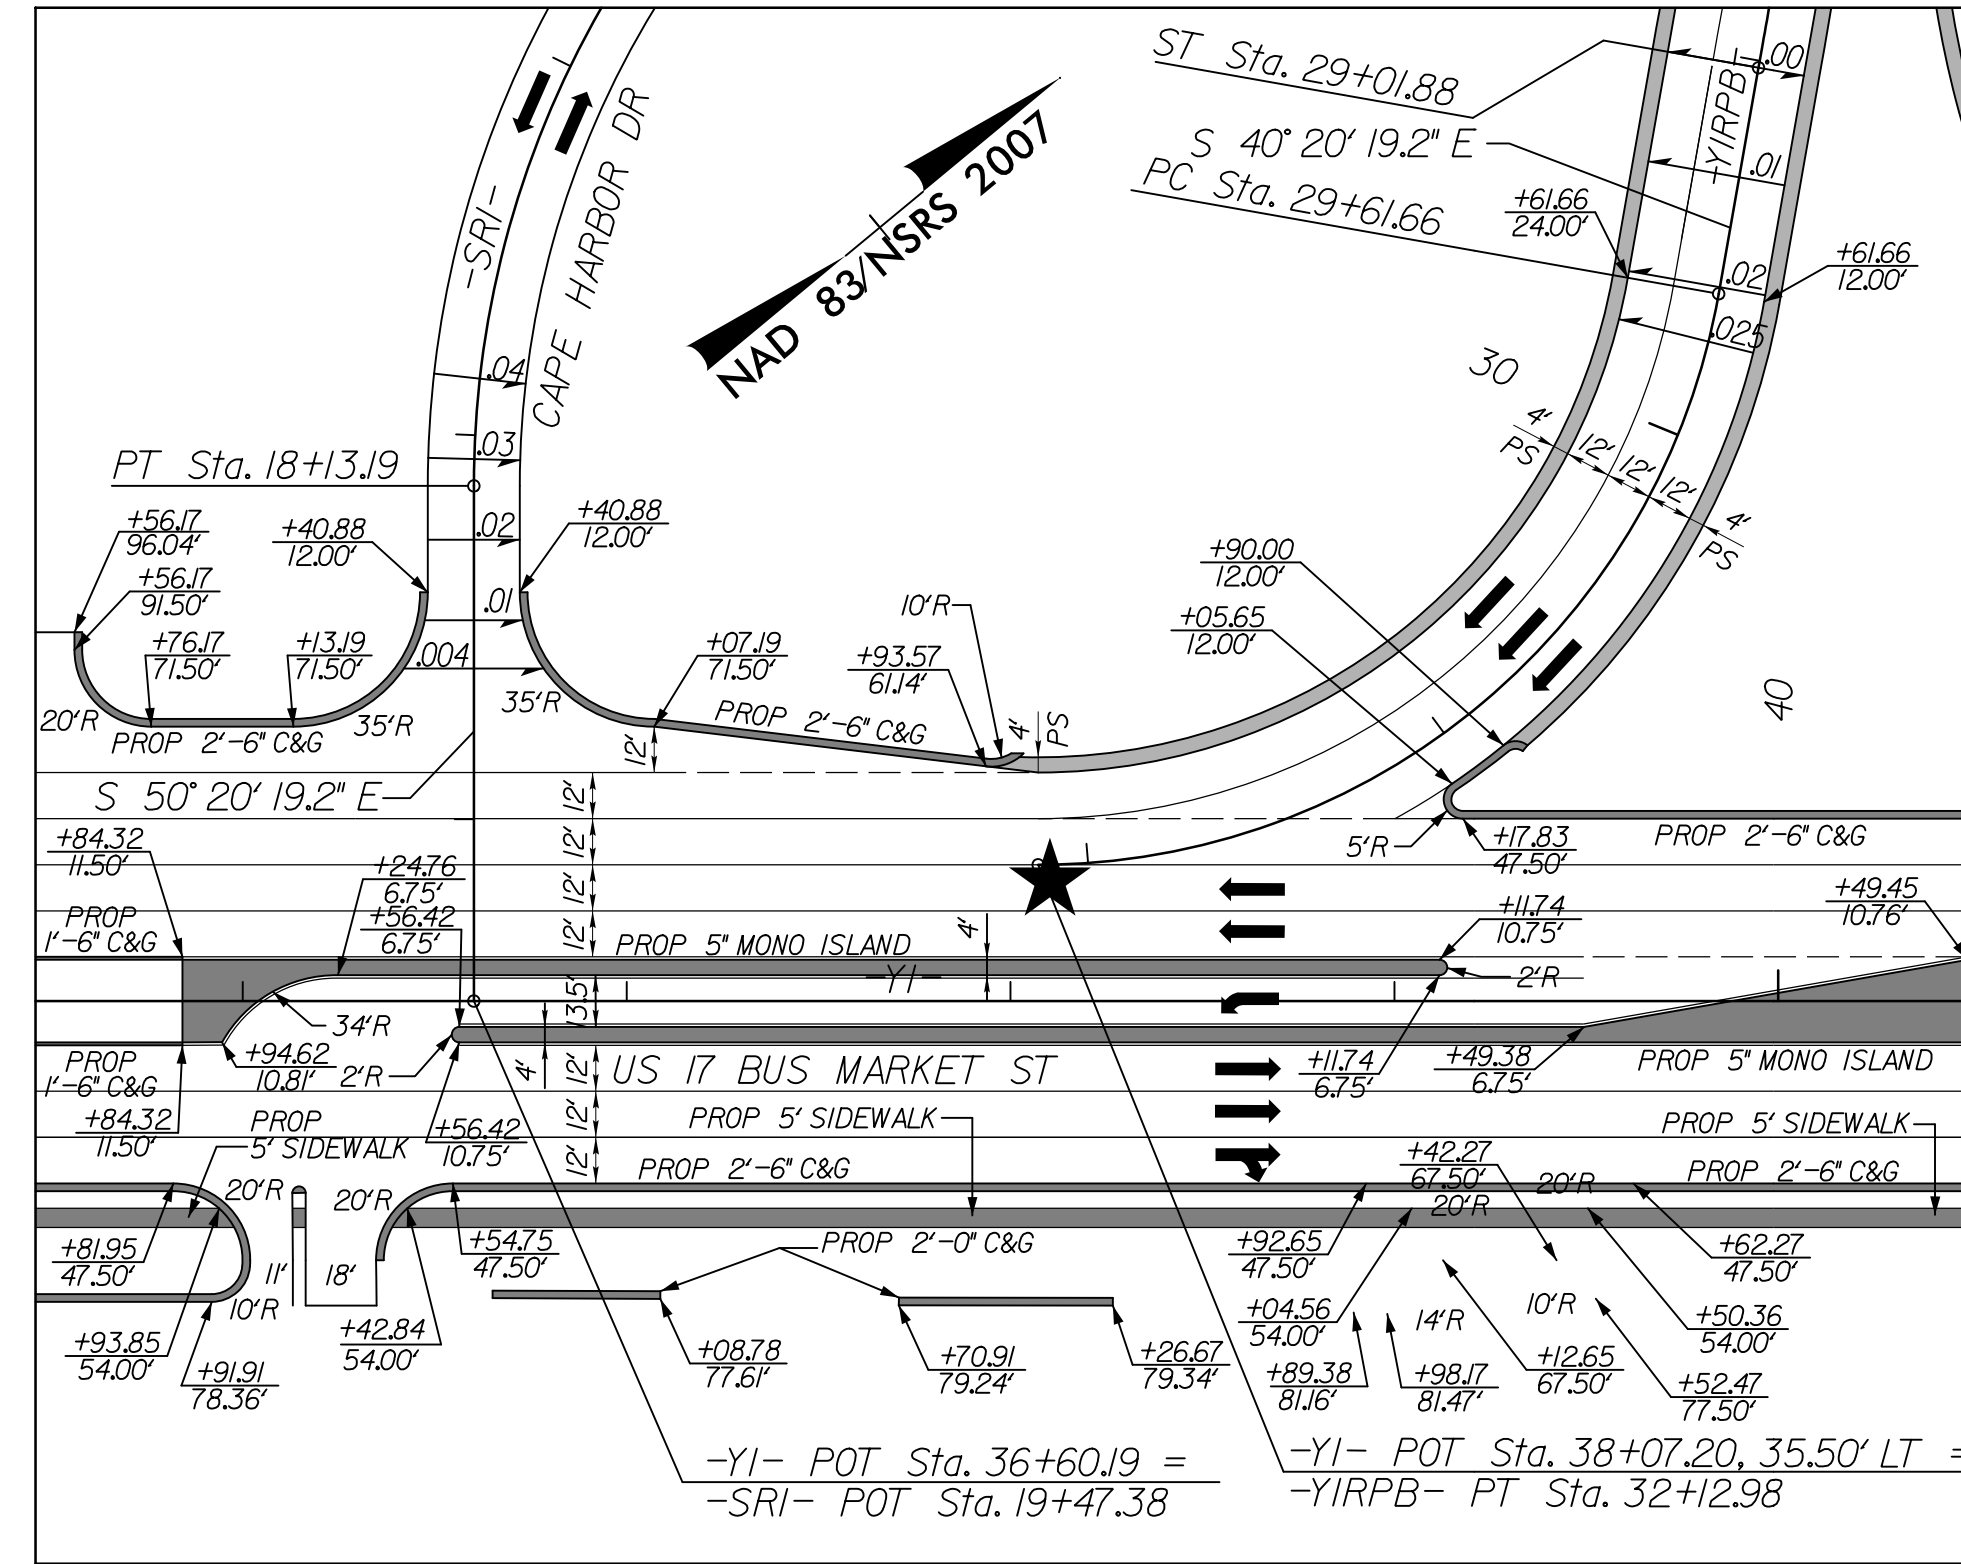 ST Sta. 29+01.88
S 40° 20' 19.2" E
PC Sta. 29+61.66
-Y1RPB-
.00
.01
.02
.025
+61.66
24.00'
+61.66
12.00'
-SR1-
CAPE HARBOR DR
NAD 83/NSRS 2007
.04
.03
.02
.01
.004
PT Sta. 18+13.19
30
4'
PS
12'
12'
12'
4'
PS
+56.17
96.04'
+56.17
91.50'
+40.88
12.00'
+40.88
12.00'
+76.17
71.50'
+13.19
71.50'
20'R
PROP 2'-6" C&G
35'R
35'R
+07.19
71.50'
+93.57
61.14'
10'R
PROP 2'-6" C&G
12'
4'
PS
+90.00
12.00'
+05.65
12.00'
40
S 50° 20' 19.2" E
12'
12'
12'
12'
5'R
+17.83
47.50'
PROP 2'-6" C&G
+84.32
11.50'
+24.76
6.75'
+56.42
6.75'
PROP
1'-6" C&G
PROP 5" MONO ISLAND
4'
-Y1-
+11.74
10.75'
2'R
+49.45
10.76'
34'R
13.5'
+94.62
10.81'
2'R
4'
PROP
1'-6" C&G
+84.32
11.50'
12'
12'
12'
US 17 BUS MARKET ST
+11.74
6.75'
+49.38
6.75'
PROP 5" MONO ISLAND
PROP
5' SIDEWALK
+56.42
10.75'
PROP 5' SIDEWALK
PROP 5' SIDEWALK
PROP 2'-6" C&G
+42.27
67.50'
20'R
20'R
PROP 2'-6" C&G
20'R
20'R
+81.95
47.50'
11'
18'
10'R
+54.75
47.50'
PROP 2'-0" C&G
+92.65
47.50'
+62.27
47.50'
+93.85
54.00'
+91.91
78.36'
+42.84
54.00'
+08.78
77.61'
+70.91
79.24'
+26.67
79.34'
+04.56
54.00'
+89.38
81.16'
14'R
10'R
+98.17
81.47'
+12.65
67.50'
+50.36
54.00'
+52.47
77.50'
-Y1- POT Sta. 36+60.19 =
-SR1- POT Sta. 19+47.38
-Y1- POT Sta. 38+07.20, 35.50' LT =
-Y1RPB- PT Sta. 32+12.98